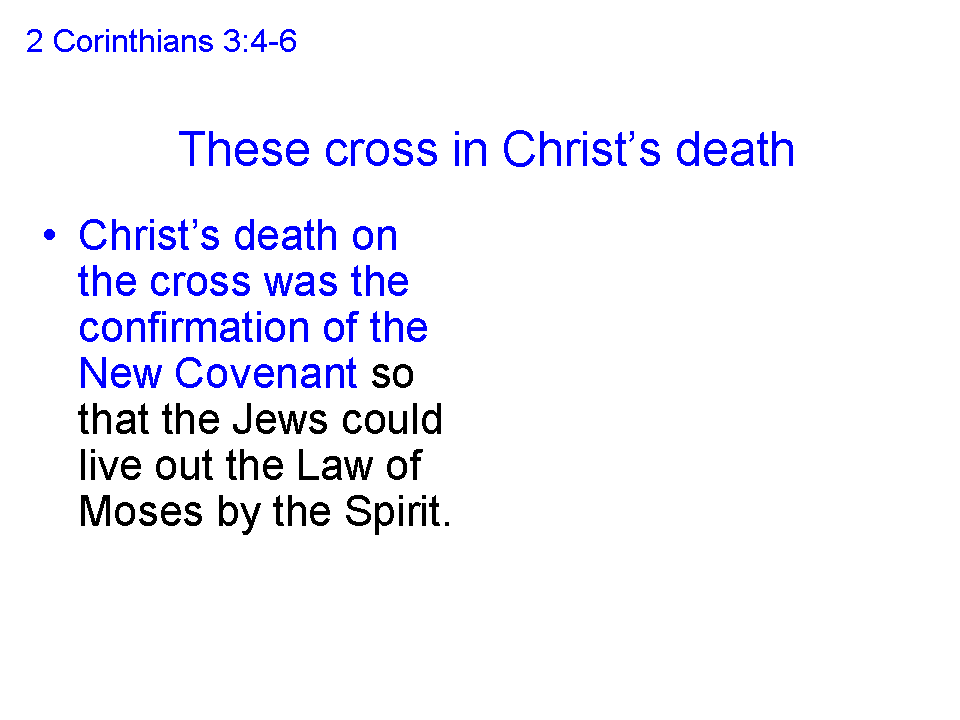 2 Corinthians 3:4-6
These cross in Christ’s death
• Christ’s death on
the cross was the
confirmation of the
New Covenant so
that the Jews could
live out the Law of
Moses by the Spirit.